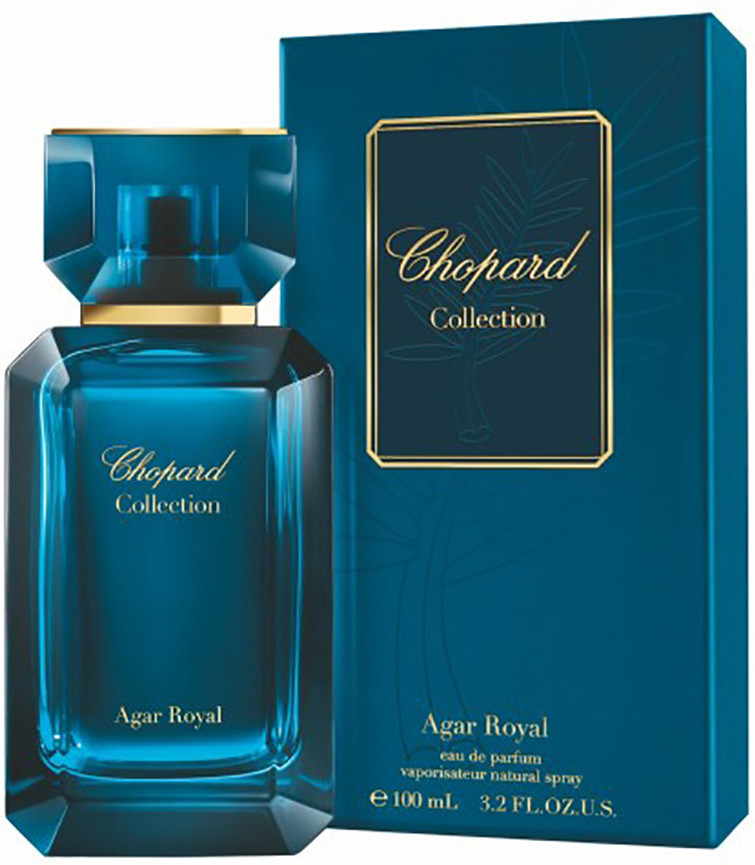 Chopard
Collection
Agar Royal
Chopard
Collection
Agar Royal
eau de parfum
vaporisateur natural spray
℮ 100 mL 3.2 FL.OZ.U.S.